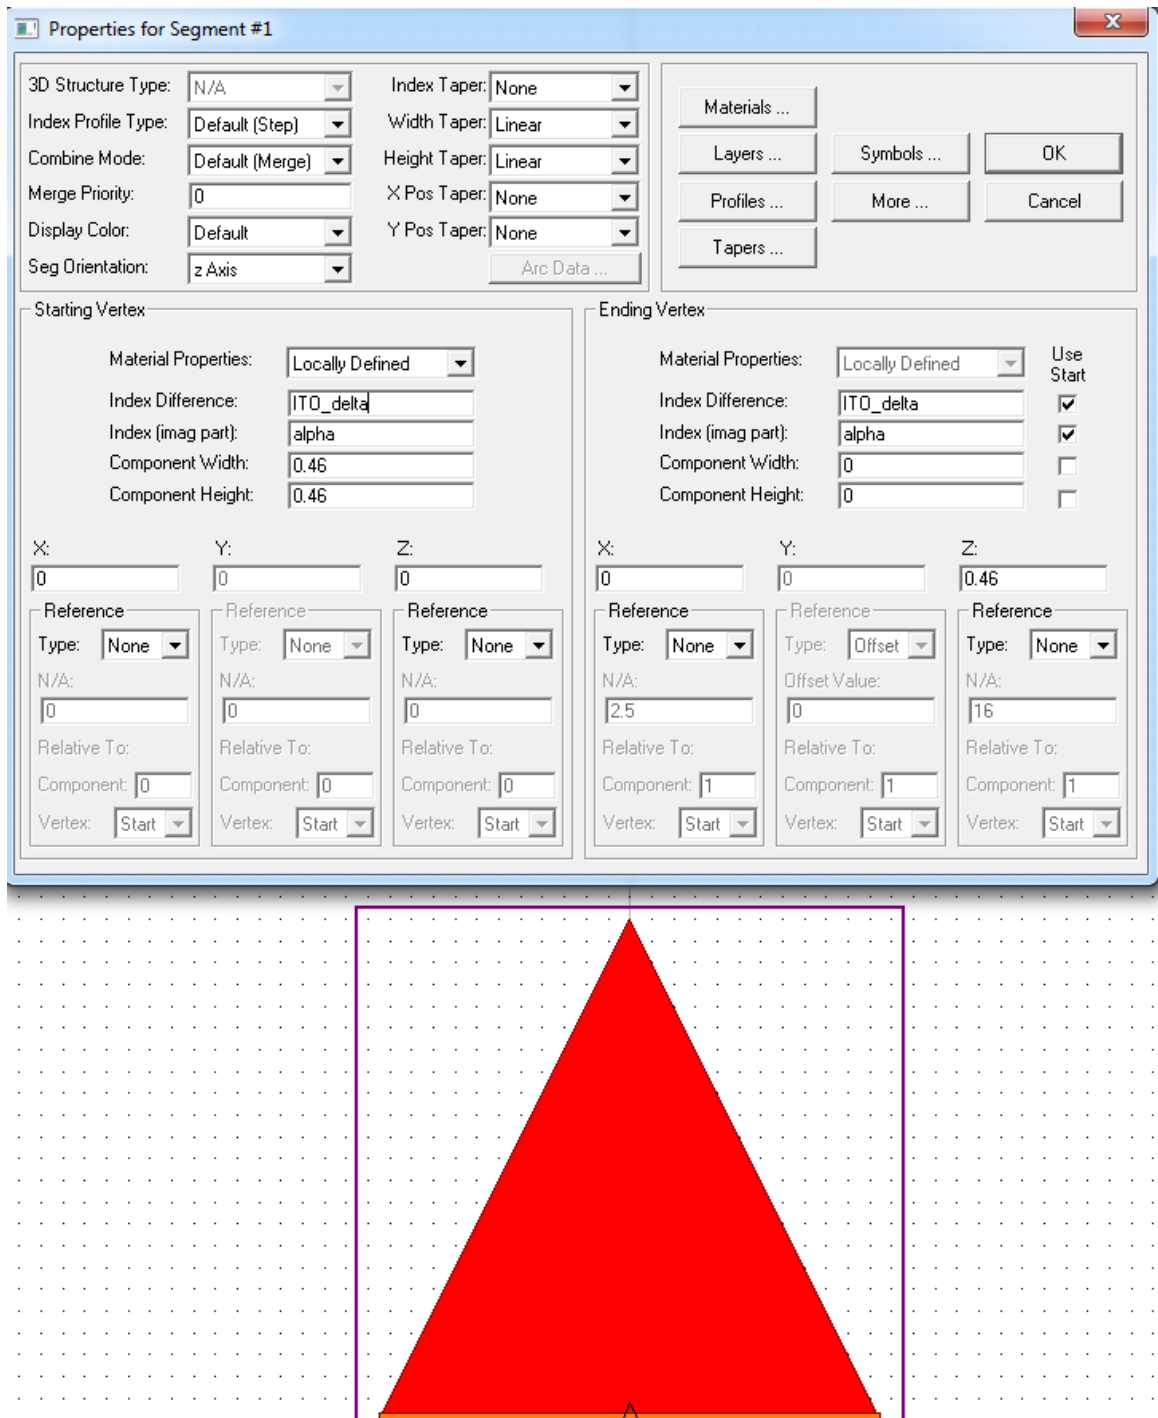 Properties for Segment #1
3D Structure Type: N/A Index Taper: None
Index Profile Type: Default (Step) Width Taper: Linear
Combine Mode: Default (Merge) Height Taper: Linear
Merge Priority: 0 X Pos Taper: None
Display Color: Default Y Pos Taper: None
Seg Orientation: z Axis Arc Data ...
Materials ...
Layers ... Symbols ... OK
Profiles ... More ... Cancel
Tapers ...
Starting Vertex
Material Properties: Locally Defined
Index Difference: ITO_delta
Index (imag part): alpha
Component Width: 0.46
Component Height: 0.46
X: Y: Z:
0 0 0
Reference Reference Reference
Type: None Type: None Type: None
N/A: N/A: N/A:
0 0 0
Relative To: Relative To: Relative To:
Component: 0 Component: 0 Component: 0
Vertex: Start Vertex: Start Vertex: Start
Ending Vertex
Use
Material Properties: Locally Defined Start
Index Difference: ITO_delta
Index (imag part): alpha
Component Width: 0
Component Height: 0
X: Y: Z:
0 0 0.46
Reference Reference Reference
Type: None Type: Offset Type: None
N/A: Offset Value: N/A:
2.5 0 16
Relative To: Relative To: Relative To:
Component: 1 Component: 1 Component: 1
Vertex: Start Vertex: Start Vertex: Start